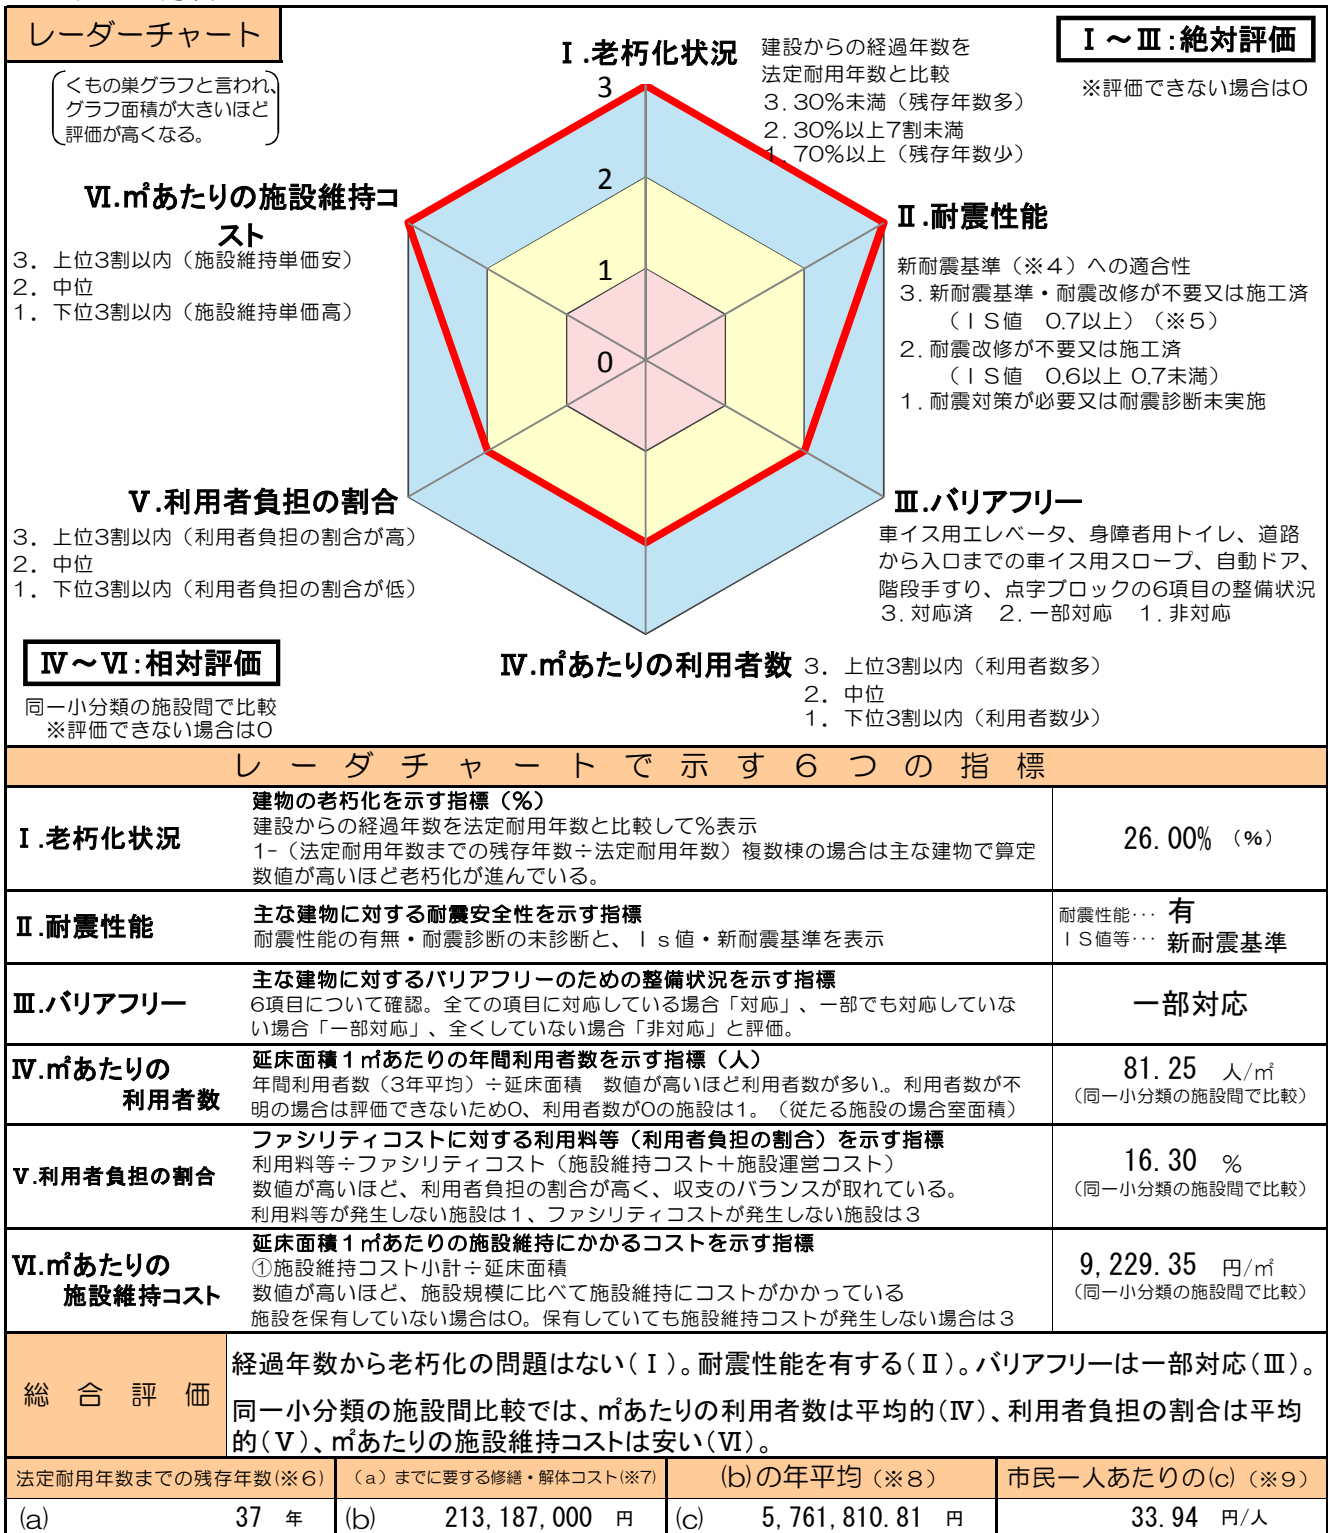 レーダーチャート
くもの巣グラフと言われ、
グラフ面積が大きいほど
評価が高くなる。
Ⅰ.老朽化状況
建設からの経過年数を
法定耐用年数と比較
3.30%未満（残存年数多）
2.30%以上7割未満
1.70%以上（残存年数少）
Ⅰ～Ⅲ:絶対評価
※評価できない場合は0
3
2
1
0
Ⅵ.㎡あたりの施設維持コ
スト
3. 上位3割以内（施設維持単価安）
2. 中位
1. 下位3割以内（施設維持単価高）
Ⅱ.耐震性能
新耐震基準（※4）への適合性
3.新耐震基準・耐震改修が不要又は施工済
（ＩＳ値 0.7以上）（※5）
2.耐震改修が不要又は施工済
（ＩＳ値 0.6以上 0.7未満）
1.耐震対策が必要又は耐震診断未実施
Ⅴ.利用者負担の割合
3. 上位3割以内（利用者負担の割合が高）
2. 中位
1. 下位3割以内（利用者負担の割合が低）
Ⅲ.バリアフリー
車イス用エレベータ、身障者用トイレ、道路
から入口までの車イス用スロープ、自動ドア、
階段手すり、点字ブロックの6項目の整備状況
3.対応済 2.一部対応 1.非対応
Ⅳ～Ⅵ:相対評価
同一小分類の施設間で比較
※評価できない場合は0
Ⅳ.㎡あたりの利用者数
3. 上位3割以内（利用者数多）
2. 中位
1. 下位3割以内（利用者数少）
レーダチャートで示す６つの指標
Ⅰ.老朽化状況
建物の老朽化を示す指標（%）
建設からの経過年数を法定耐用年数と比較して%表示
1-（法定耐用年数までの残存年数÷法定耐用年数）複数棟の場合は主な建物で算定
数値が高いほど老朽化が進んでいる。
26.00% （%）
Ⅱ.耐震性能
主な建物に対する耐震安全性を示す指標
耐震性能の有無・耐震診断の未診断と、Ｉｓ値・新耐震基準を表示
耐震性能… 有
ＩＳ値等… 新耐震基準
Ⅲ.バリアフリー
主な建物に対するバリアフリーのための整備状況を示す指標
6項目について確認。全ての項目に対応している場合「対応」、一部でも対応していな
い場合「一部対応」、全くしていない場合「非対応」と評価。
一部対応
Ⅳ.㎡あたりの
利用者数
延床面積１㎡あたりの年間利用者数を示す指標（人）
年間利用者数（3年平均）÷延床面積 数値が高いほど利用者数が多い。利用者数が不
明の場合は評価できないため0、利用者数が0の施設は1。（従たる施設の場合室面積）
81.25 人/㎡
（同一小分類の施設間で比較）
Ⅴ.利用者負担の割合
ファシリティコストに対する利用料等（利用者負担の割合）を示す指標
利用料等÷ファシリティコスト（施設維持コスト＋施設運営コスト）
数値が高いほど、利用者負担の割合が高く、収支のバランスが取れている。
利用料等が発生しない施設は１、ファシリティコストが発生しない施設は３
16.30 %
（同一小分類の施設間で比較）
Ⅵ.㎡あたりの
施設維持コスト
延床面積１㎡あたりの施設維持にかかるコストを示す指標
①施設維持コスト小計÷延床面積
数値が高いほど、施設規模に比べて施設維持にコストがかかっている
施設を保有していない場合は0。保有していても施設維持コストが発生しない場合は３
9,229.35 円/㎡
（同一小分類の施設間で比較）
総合評価
経過年数から老朽化の問題はない(Ⅰ)。耐震性能を有する(Ⅱ)。バリアフリーは一部対応(Ⅲ)。
同一小分類の施設間比較では、㎡あたりの利用者数は平均的(Ⅳ)、利用者負担の割合は平均
的(Ⅴ)、㎡あたりの施設維持コストは安い(Ⅵ)。
法定耐用年数までの残存年数(※６) （a）までに要する修繕・解体コスト(※7) (b)の年平均（※８） 市民一人あたりの(c)（※９）
(a) 37 年 (b) 213,187,000 円 (c) 5,761,810.81 円 33.94 円/人